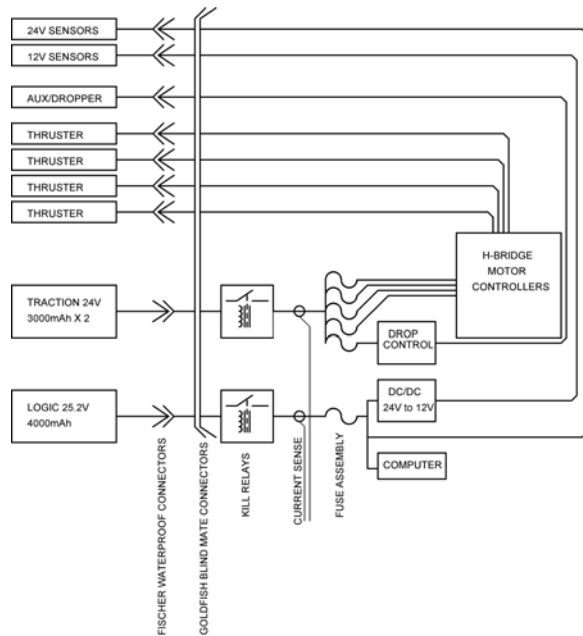 24V SENSORS
12V SENSORS
AUX/DROPPER
THRUSTER
THRUSTER
THRUSTER
THRUSTER
H-BRIDGE
MOTOR
CONTROLLERS
TRACTION 24V
3000mAh X 2
DROP
CONTROL
LOGIC 25.2V
4000mAh
DC/DC
24V to 12V
COMPUTER
FISCHER WATERPROOF CONNECTORS
GOLDFISH BLIND MATE CONNECTORS
KILL RELAYS
CURRENT SENSE
FUSE ASSEMBLY